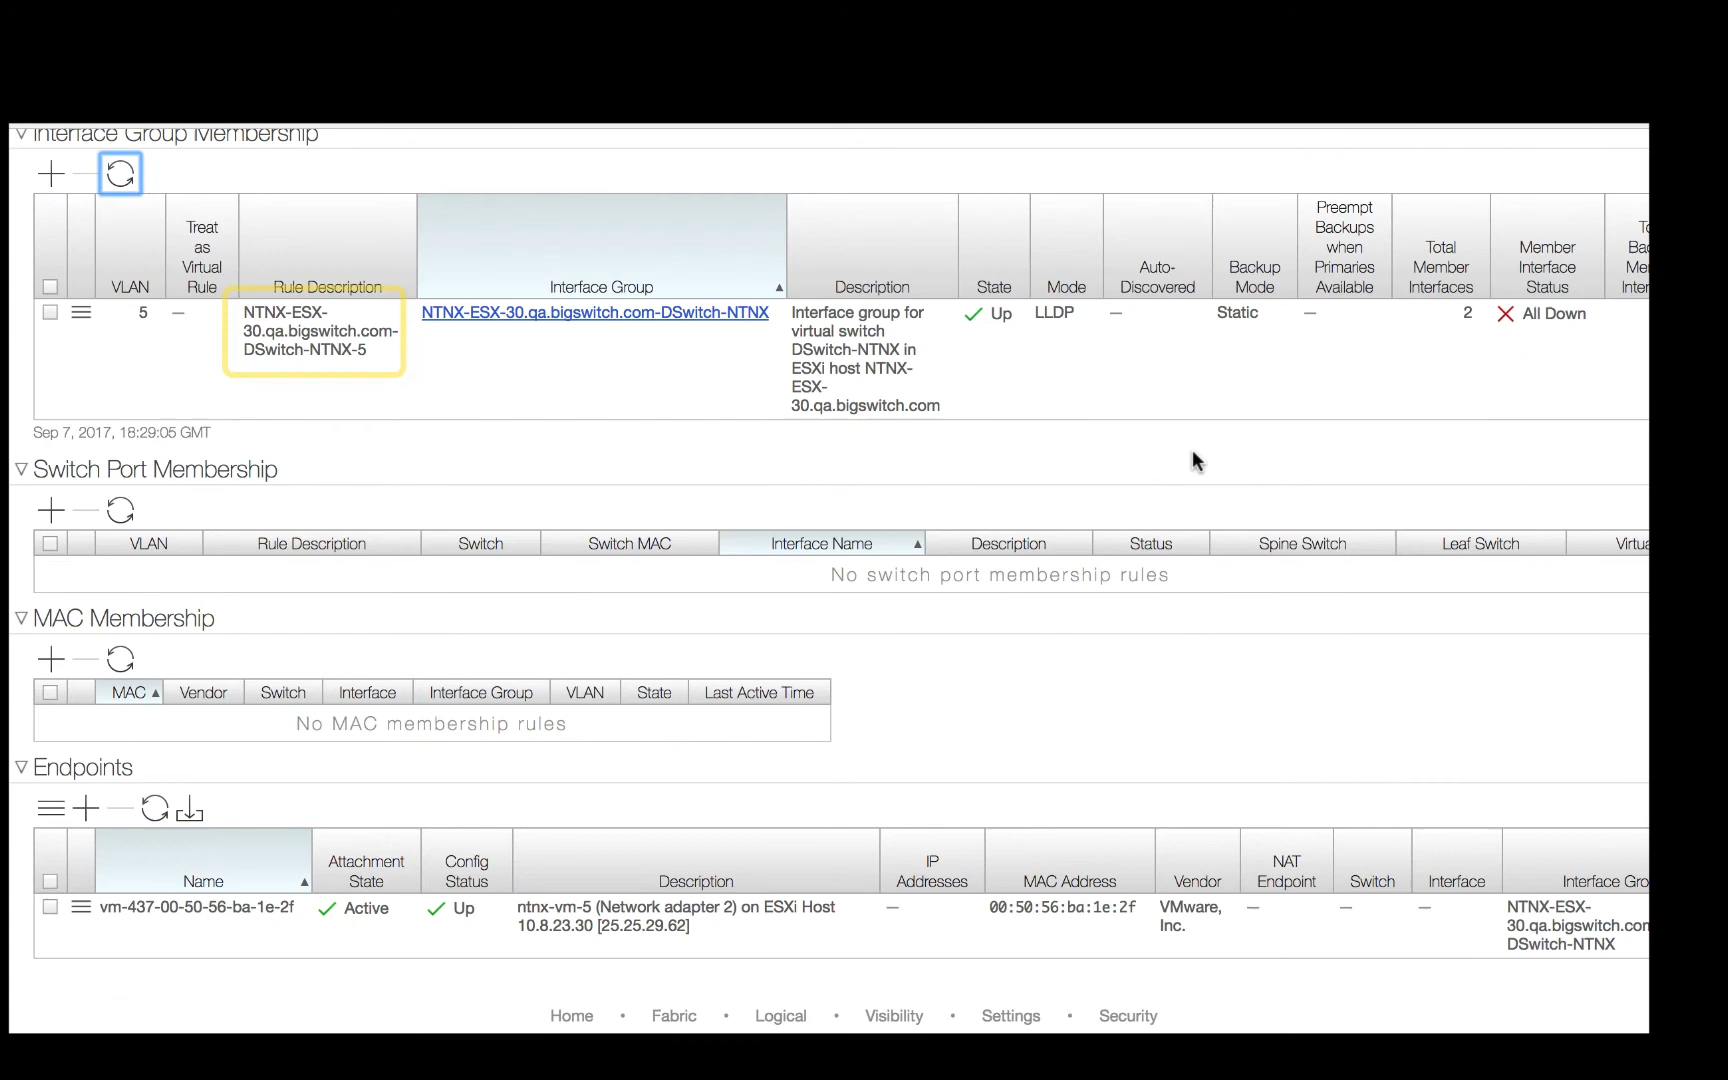 Interface Group Membership
VLAN
Treat
as
Virtual
Rule
Rule Description
Interface Group
Description
State
Mode
Auto-
Discovered
Backup
Mode
Preempt
Backups
when
Primaries
Available
Total
Member
Interfaces
Member
Interface
Status
5
—
NTNX-ESX-
30.qa.bigswitch.com-
DSwitch-NTNX-5
NTNX-ESX-30.qa.bigswitch.com-DSwitch-NTNX
Interface group for
virtual switch
DSwitch-NTNX in
ESXi host NTNX-
ESX-
30.qa.bigswitch.com
Up
LLDP
—
Static
—
2
All Down
Sep 7, 2017, 18:29:05 GMT
Switch Port Membership
VLAN
Rule Description
Switch
Switch MAC
Interface Name
Description
Status
Spine Switch
Leaf Switch
No switch port membership rules
MAC Membership
MAC
Vendor
Switch
Interface
Interface Group
VLAN
State
Last Active Time
No MAC membership rules
Endpoints
Name
Attachment
State
Config
Status
Description
IP
Addresses
MAC Address
Vendor
NAT
Endpoint
Switch
Interface
Interface Gro
vm-437-00-50-56-ba-1e-2f
Active
Up
ntnx-vm-5 (Network adapter 2) on ESXi Host
10.8.23.30 [25.25.29.62]
—
00:50:56:ba:1e:2f
VMware,
Inc.
—
—
—
NTNX-ESX-
30.qa.bigswitch.con
DSwitch-NTNX
Home • Fabric • Logical • Visibility • Settings • Security